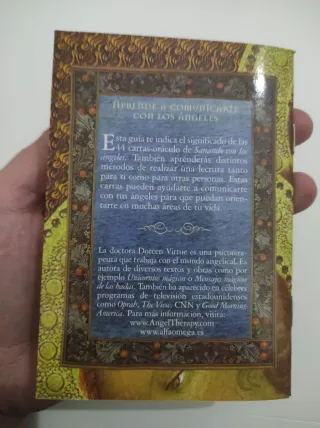 APRENDE A COMUNICARTE
CON LOS ÁNGELES
Esta guía te indica el significado de las
44 cartas-oráculo de Sanando con los
ángeles. También aprenderás distintos
métodos de realizar una lectura tanto
para ti como para otras personas. Estas
cartas pueden ayudarte a comunicarte
con tus ángeles para que puedan orien-
tarte en muchas áreas de tu vida.
La doctora Doreen Virtue es una psicotera-
peuta que trabaja con el mundo angelical. Es
autora de diversos textos y obras como por
ejemplo Unicornios mágicos o Mensajes mágicos
de las hadas. También ha aparecido en célebres
programas de televisión estadounidenses
como Oprah, The View, CNN y Good Morning
America. Para más información, visita:
www.AngelTherapy.com
www.alfaomega.es